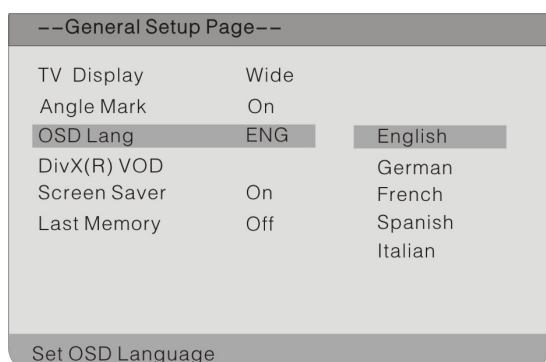 --General Setup Page--
TV Display Wide
Angle Mark On
OSD Lang ENG English
DivX(R) VOD German
Screen Saver On French
Last Memory Off Spanish
Italian
Set OSD Language